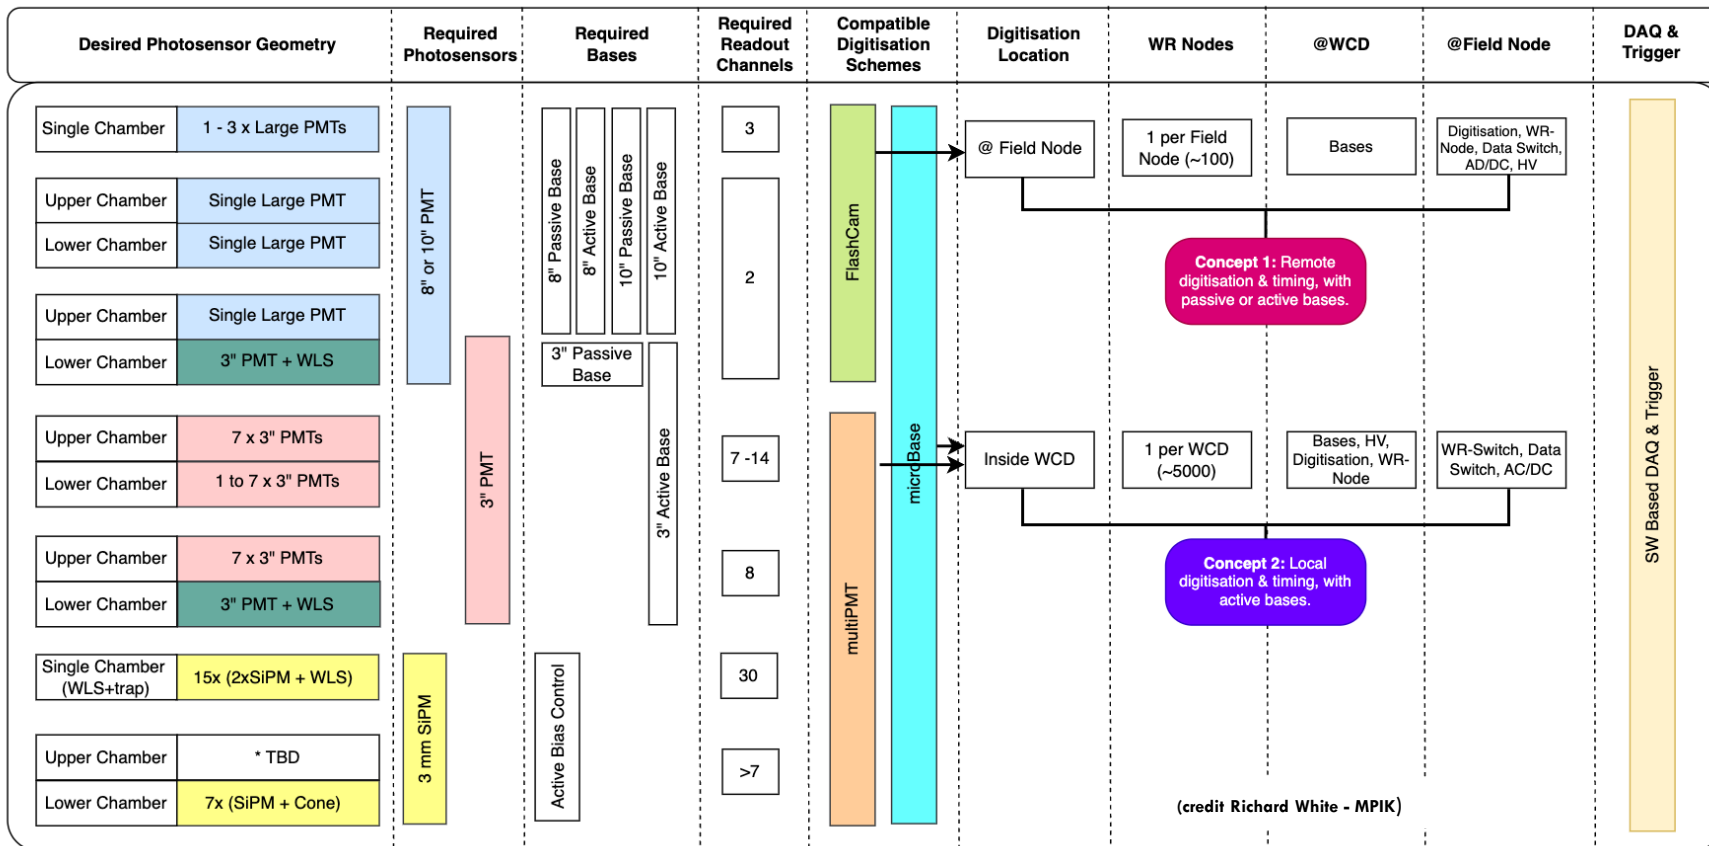 Desired Photosensor Geometry
Required
Photosensors
Required
Bases
Required
Readout
Channels
Compatible
Digitisation
Schemes
Digitisation
Location
WR Nodes
@WCD
@Field Node
DAQ &
Trigger
Single Chamber
1 - 3 x Large PMTs
Upper Chamber
Single Large PMT
Lower Chamber
Single Large PMT
Upper Chamber
Single Large PMT
Lower Chamber
3" PMT + WLS
Upper Chamber
7 x 3" PMTs
Lower Chamber
1 to 7 x 3" PMTs
Upper Chamber
7 x 3" PMTs
Lower Chamber
3" PMT + WLS
Single Chamber
(WLS+trap)
15x (2xSiPM + WLS)
Upper Chamber
* TBD
Lower Chamber
7x (SiPM + Cone)
8" or 10" PMT
3" PMT
3 mm SiPM
8" Passive Base
8" Active Base
10" Passive Base
10" Active Base
3" Passive
Base
3" Active Base
Active Bias Control
3
2
7 -14
8
30
>7
FlashCam
multiPMT
microBase
@ Field Node
1 per Field
Node (~100)
Bases
Digitisation, WR-
Node, Data Switch,
AD/DC, HV
Concept 1: Remote
digitisation & timing, with
passive or active bases.
Inside WCD
1 per WCD
(~5000)
Bases, HV,
Digitisation, WR-
Node
WR-Switch, Data
Switch, AC/DC
Concept 2: Local
digitisation & timing, with
active bases.
SW Based DAQ & Trigger
(credit Richard White - MPIK)